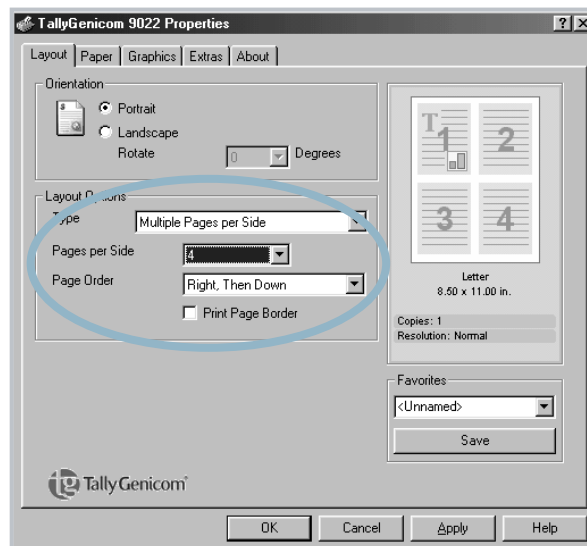 TallyGenicom 9022 Properties
Layout Paper Graphics Extras About
Orientation
Portrait
Landscape
Rotate 0 Degrees
Layout Options
Type Multiple Pages per Side
Pages per Side 4
Page Order Right, Then Down
Print Page Border
T 1 2
3 4
Letter
8.50 x 11.00 in.
Copies: 1
Resolution: Normal
Favorites
<Unnamed>
Save
tg TallyGenicom
OK Cancel Apply Help